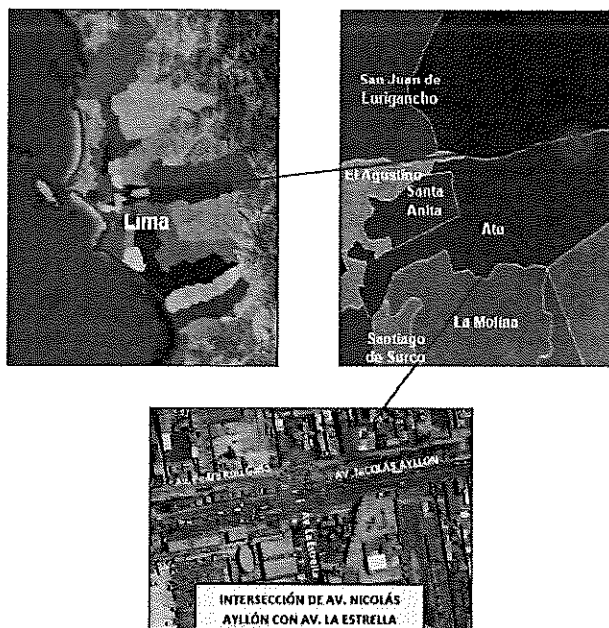 Lima
San Juan de
Lurigancho
El Agustino
Santa
Anita
Ate
La Molina
Santiago
de Surco
AV. NICOLÁS AYLLÓN
INTERSECCIÓN DE AV. NICOLÁS
AYLLÓN CON AV. LA ESTRELLA